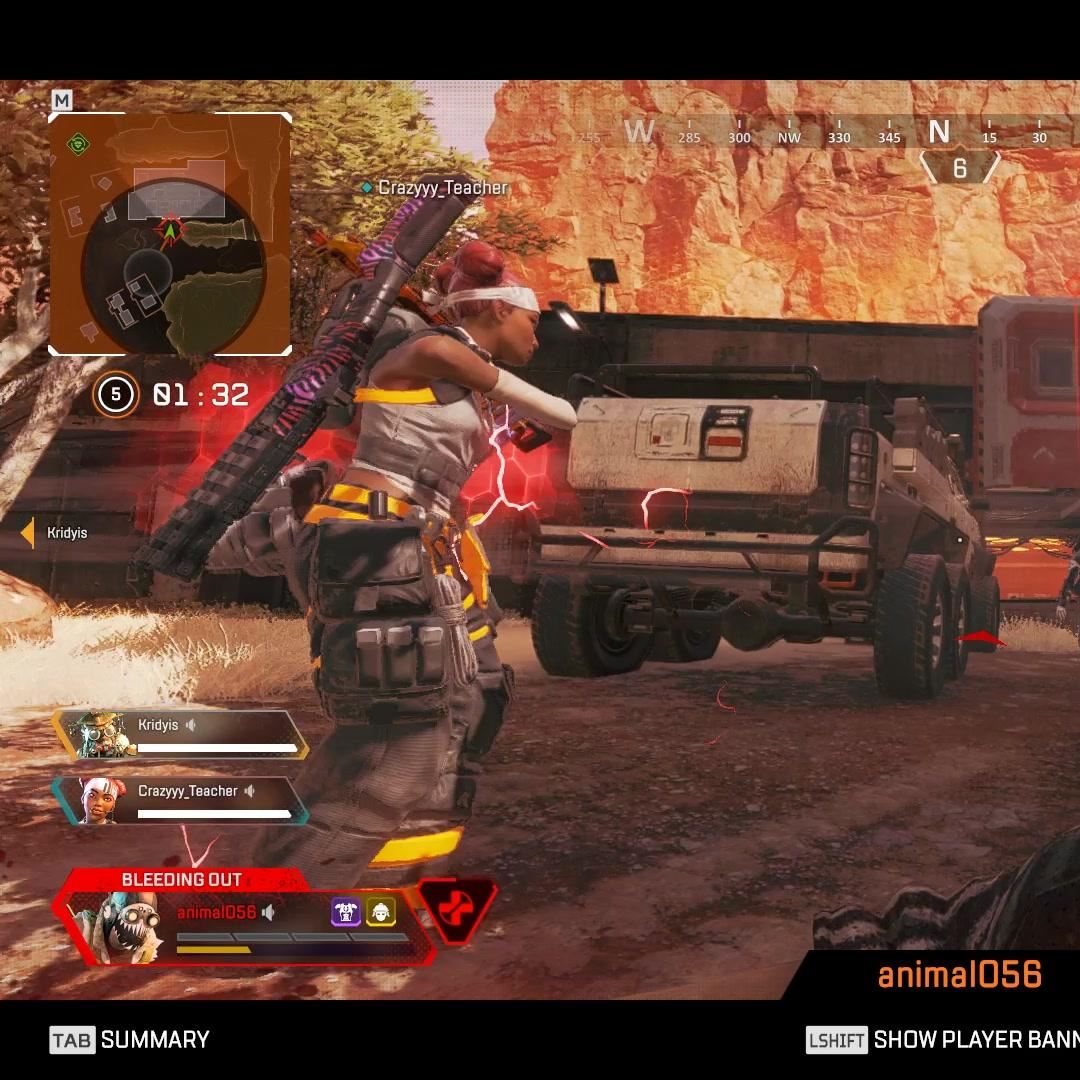 M
255 W 285 300 NW 330 345 N 15 30
6
Crazyyy_Teacher
5 01:32
Kridyis
Kridyis
Crazyyy_Teacher
BLEEDING OUT
animal056
animal056
TAB SUMMARY
LSHIFT SHOW PLAYER BANN